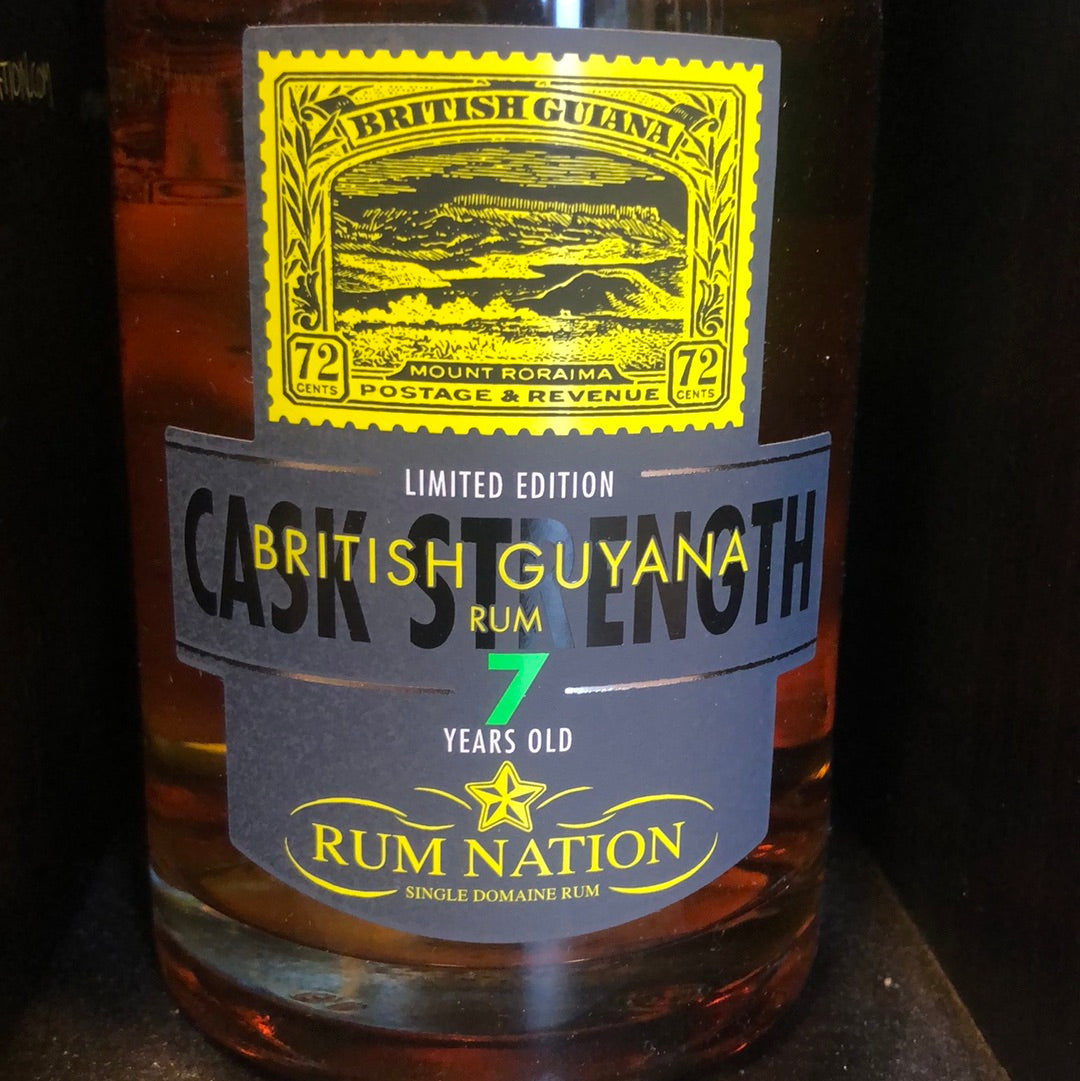 BRITISH GUIANA
72 CENTS
72 CENTS
MOUNT RORAIMA
POSTAGE & REVENUE
LIMITED EDITION
CASK STRENGTH
BRITISH GUYANA
RUM
7
YEARS OLD
RUM NATION
SINGLE DOMAINE RUM